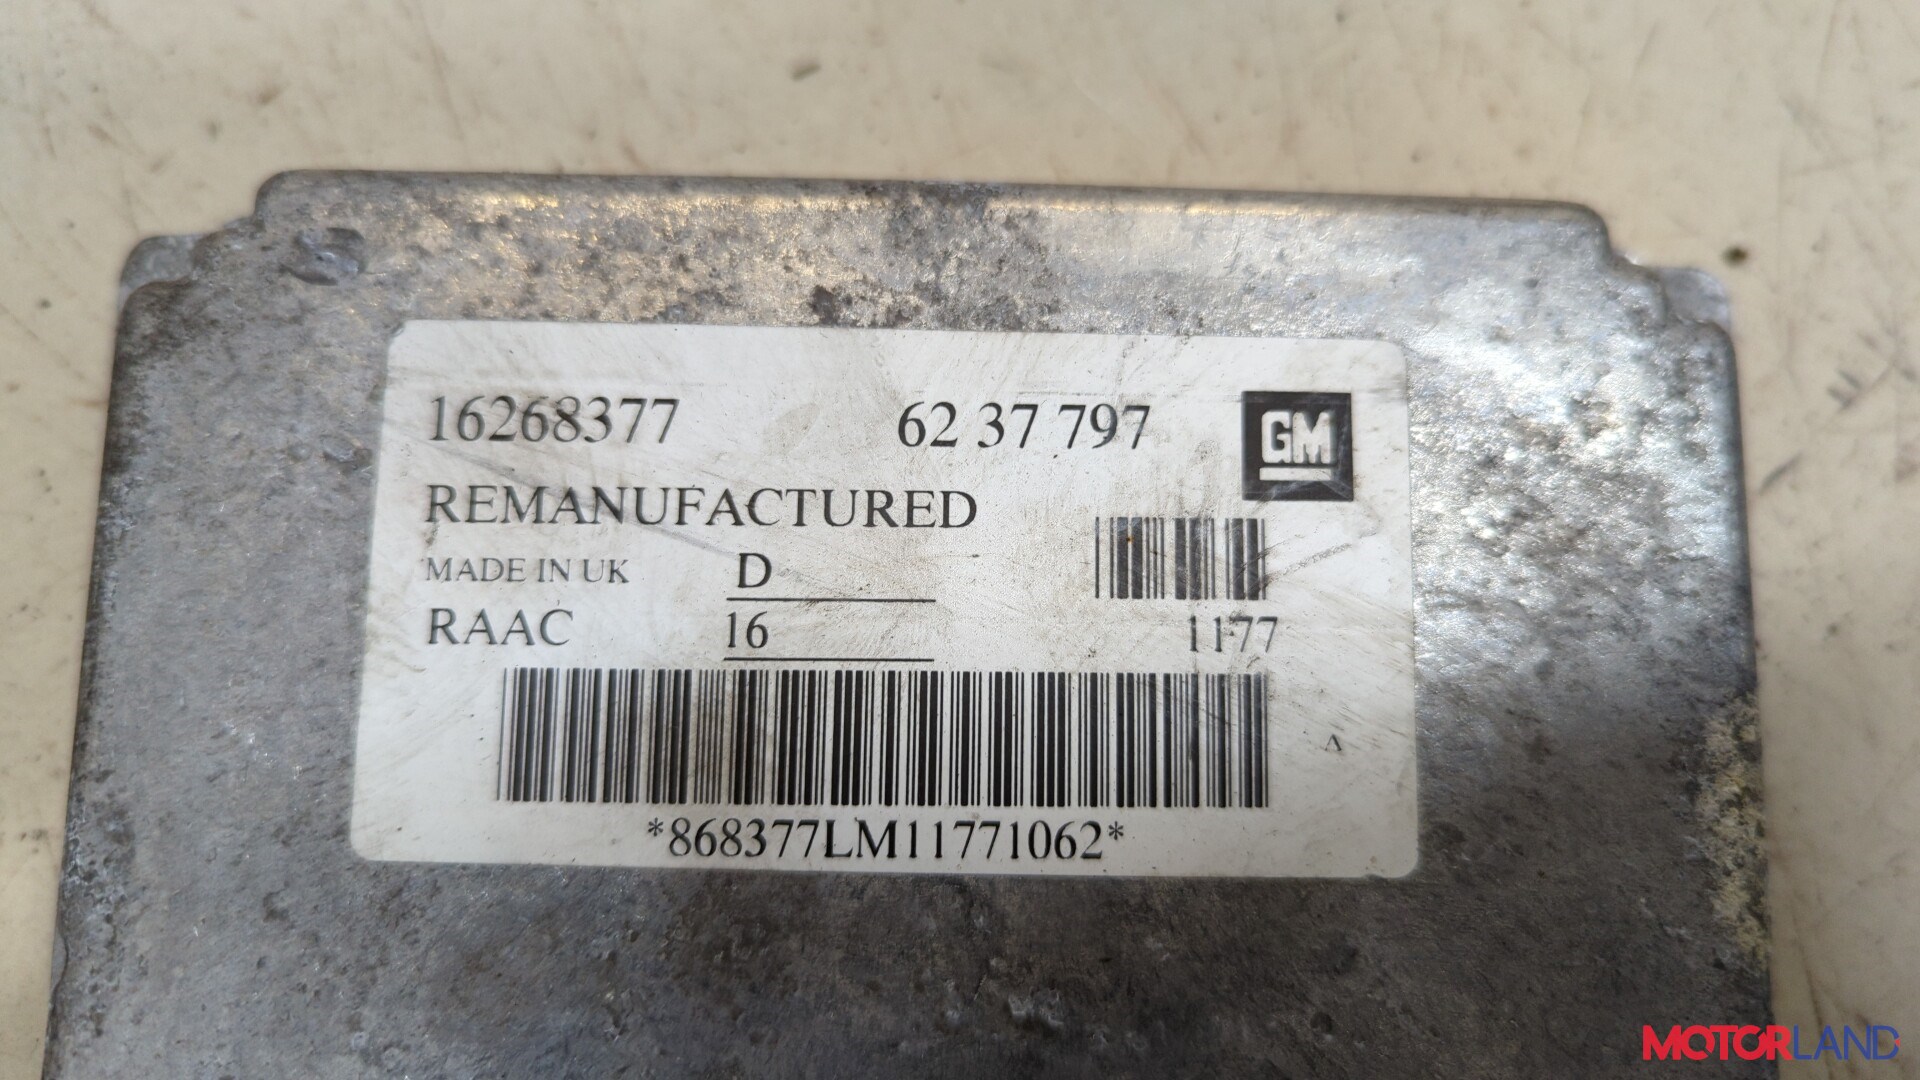 16268377 62 37 797 GM
REMANUFACTURED
MADE IN UK D
RAAC 16 1177
A
*868377LM11771062*
MOTORLAND